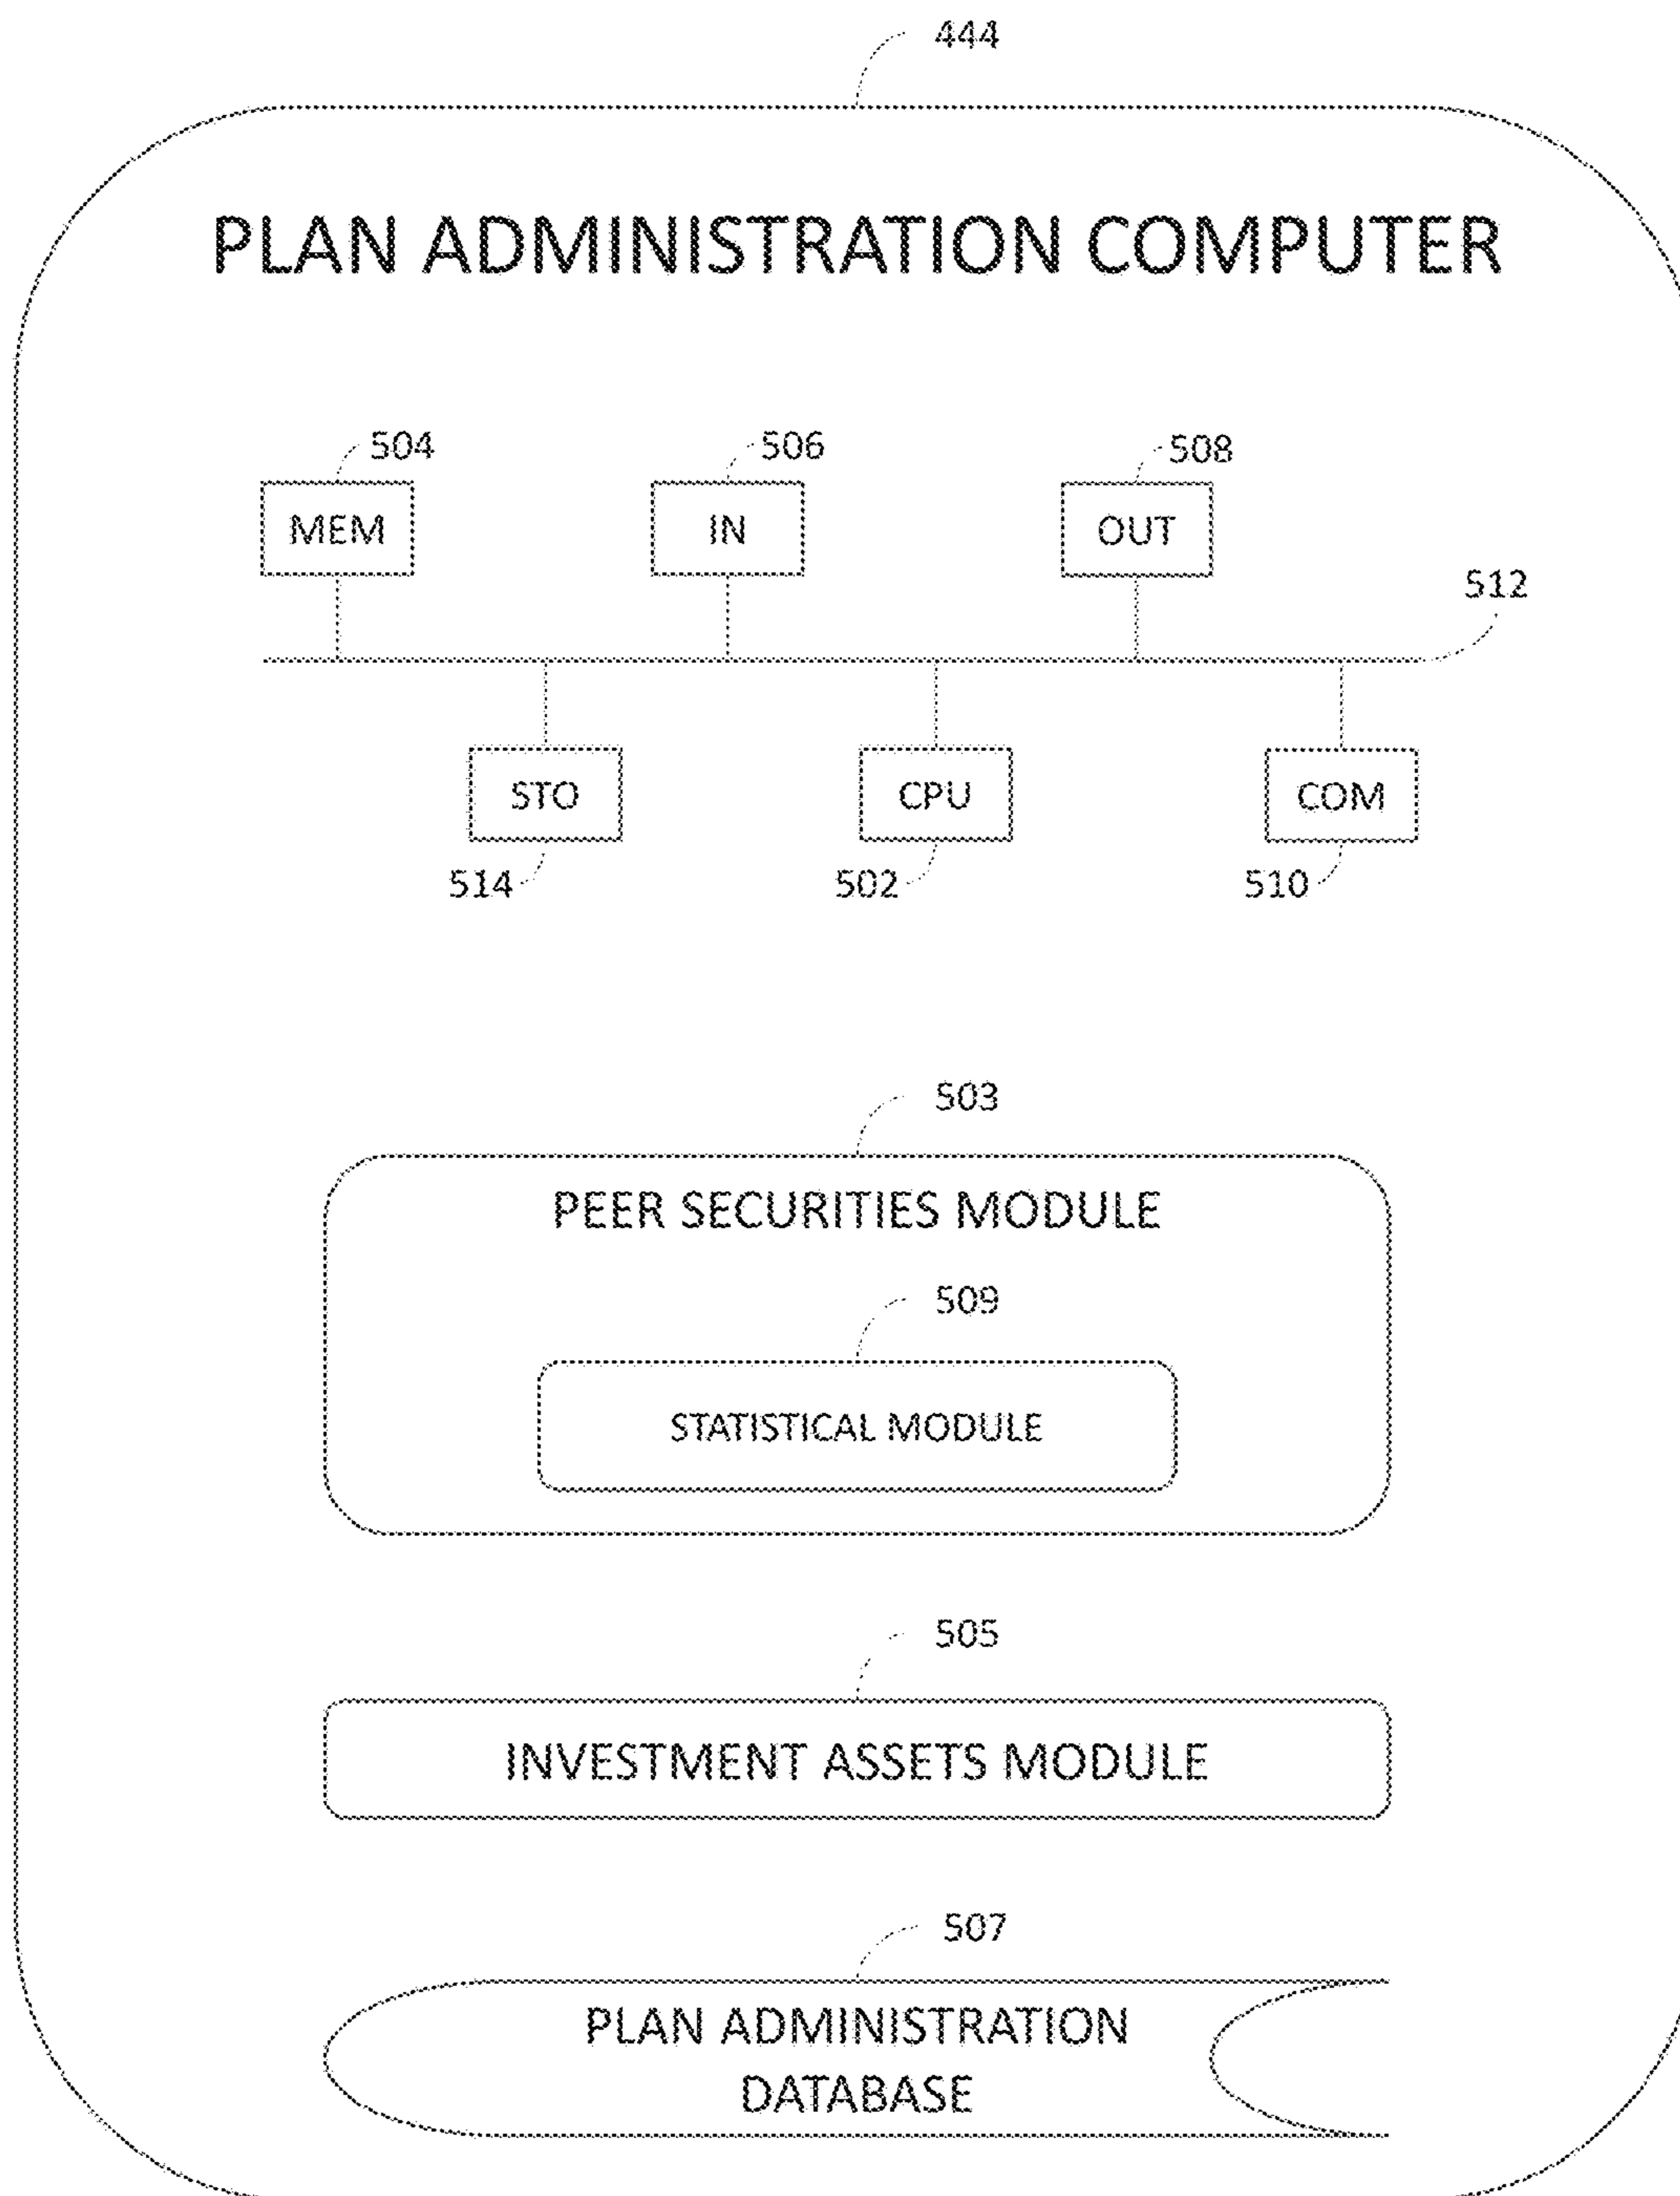 444
PLAN ADMINISTRATION COMPUTER
504
506
508
MEM
IN
OUT
512
STO
CPU
COM
514
502
510
503
PEER SECURITIES MODULE
509
STATISTICAL MODULE
505
INVESTMENT ASSETS MODULE
507
PLAN ADMINISTRATION
DATABASE